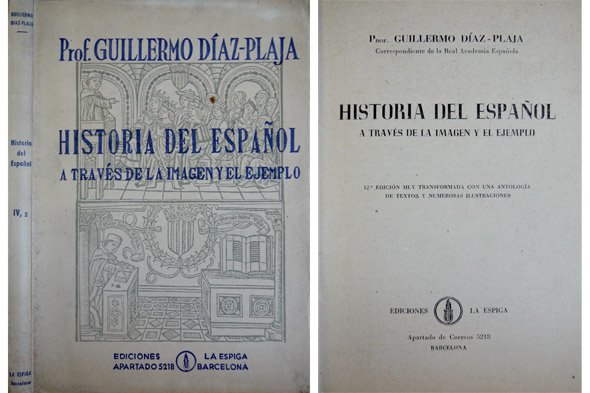 GUILLERMO
DÍAZ-PLAJA
Historia
del
Español
IV, 2
LA ESPIGA
Barcelona
Prof. GUILLERMO DÍAZ-PLAJA
HISTORIA DEL ESPAÑOL
A TRAVÉS DE LA IMAGEN Y EL EJEMPLO
EDICIONES LA ESPIGA
APARTADO 5218 BARCELONA
Prof. GUILLERMO DÍAZ-PLAJA
Correspondiente de la Real Academia Española
HISTORIA DEL ESPAÑOL
A TRAVÉS DE LA IMAGEN Y EL EJEMPLO
12.ª EDICIÓN MUY TRANSFORMADA CON UNA ANTOLOGÍA
DE TEXTOS Y NUMEROSAS ILUSTRACIONES
EDICIONES LA ESPIGA
Apartado de Correos 5218
BARCELONA